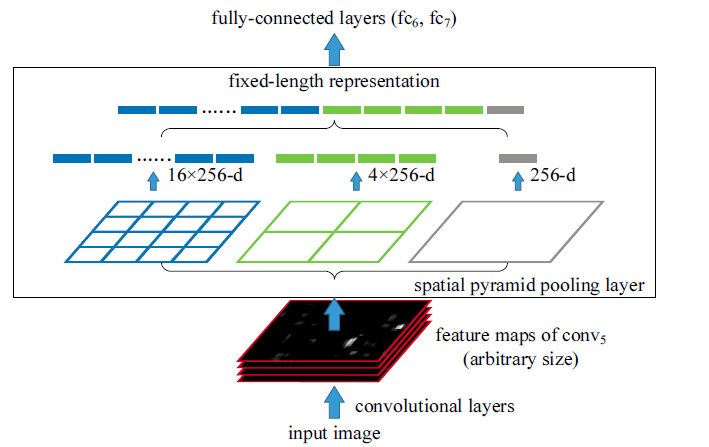 fully-connected layers (fc₆, fc₇)
fixed-length representation
......
......
16×256-d
4×256-d
256-d
spatial pyramid pooling layer
feature maps of conv₅
(arbitrary size)
convolutional layers
input image